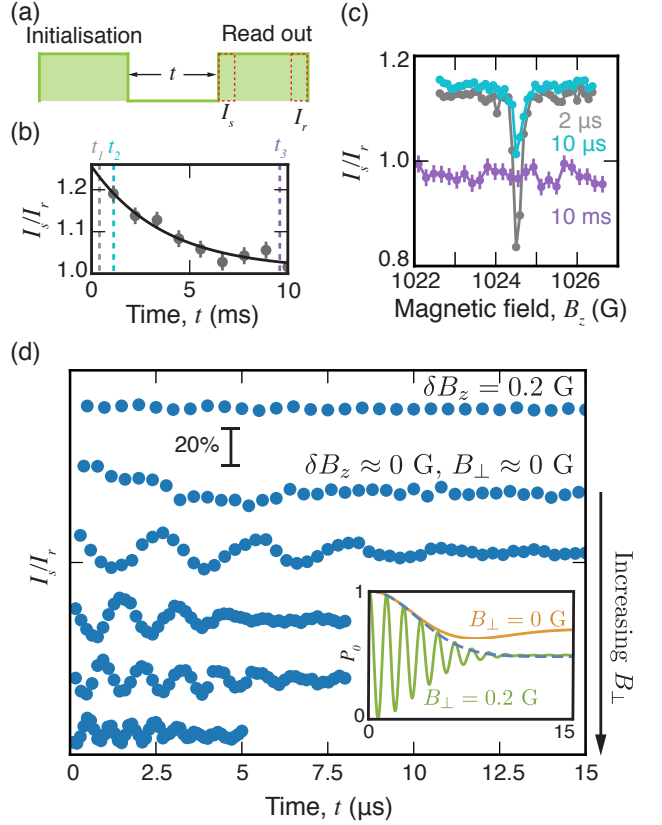 (a)
Initialisation
Read out
t
I_s
I_r
(b)
t_1 t_2 t_3
1.2
1.1
1.0
I_s/I_r
0 5 10
Time, t (ms)
(c)
1.2
1.0
0.8
I_s/I_r
2 µs
10 µs
10 ms
1022 1024 1026
Magnetic field, B_z (G)
(d)
δB_z = 0.2 G
20%
δB_z ≈ 0 G, B_⊥ ≈ 0 G
I_s/I_r
Increasing B_⊥
1
P_0
0
B_⊥ = 0 G
B_⊥ = 0.2 G
0 15
0 2.5 5 7.5 10 12.5 15
Time, t (µs)